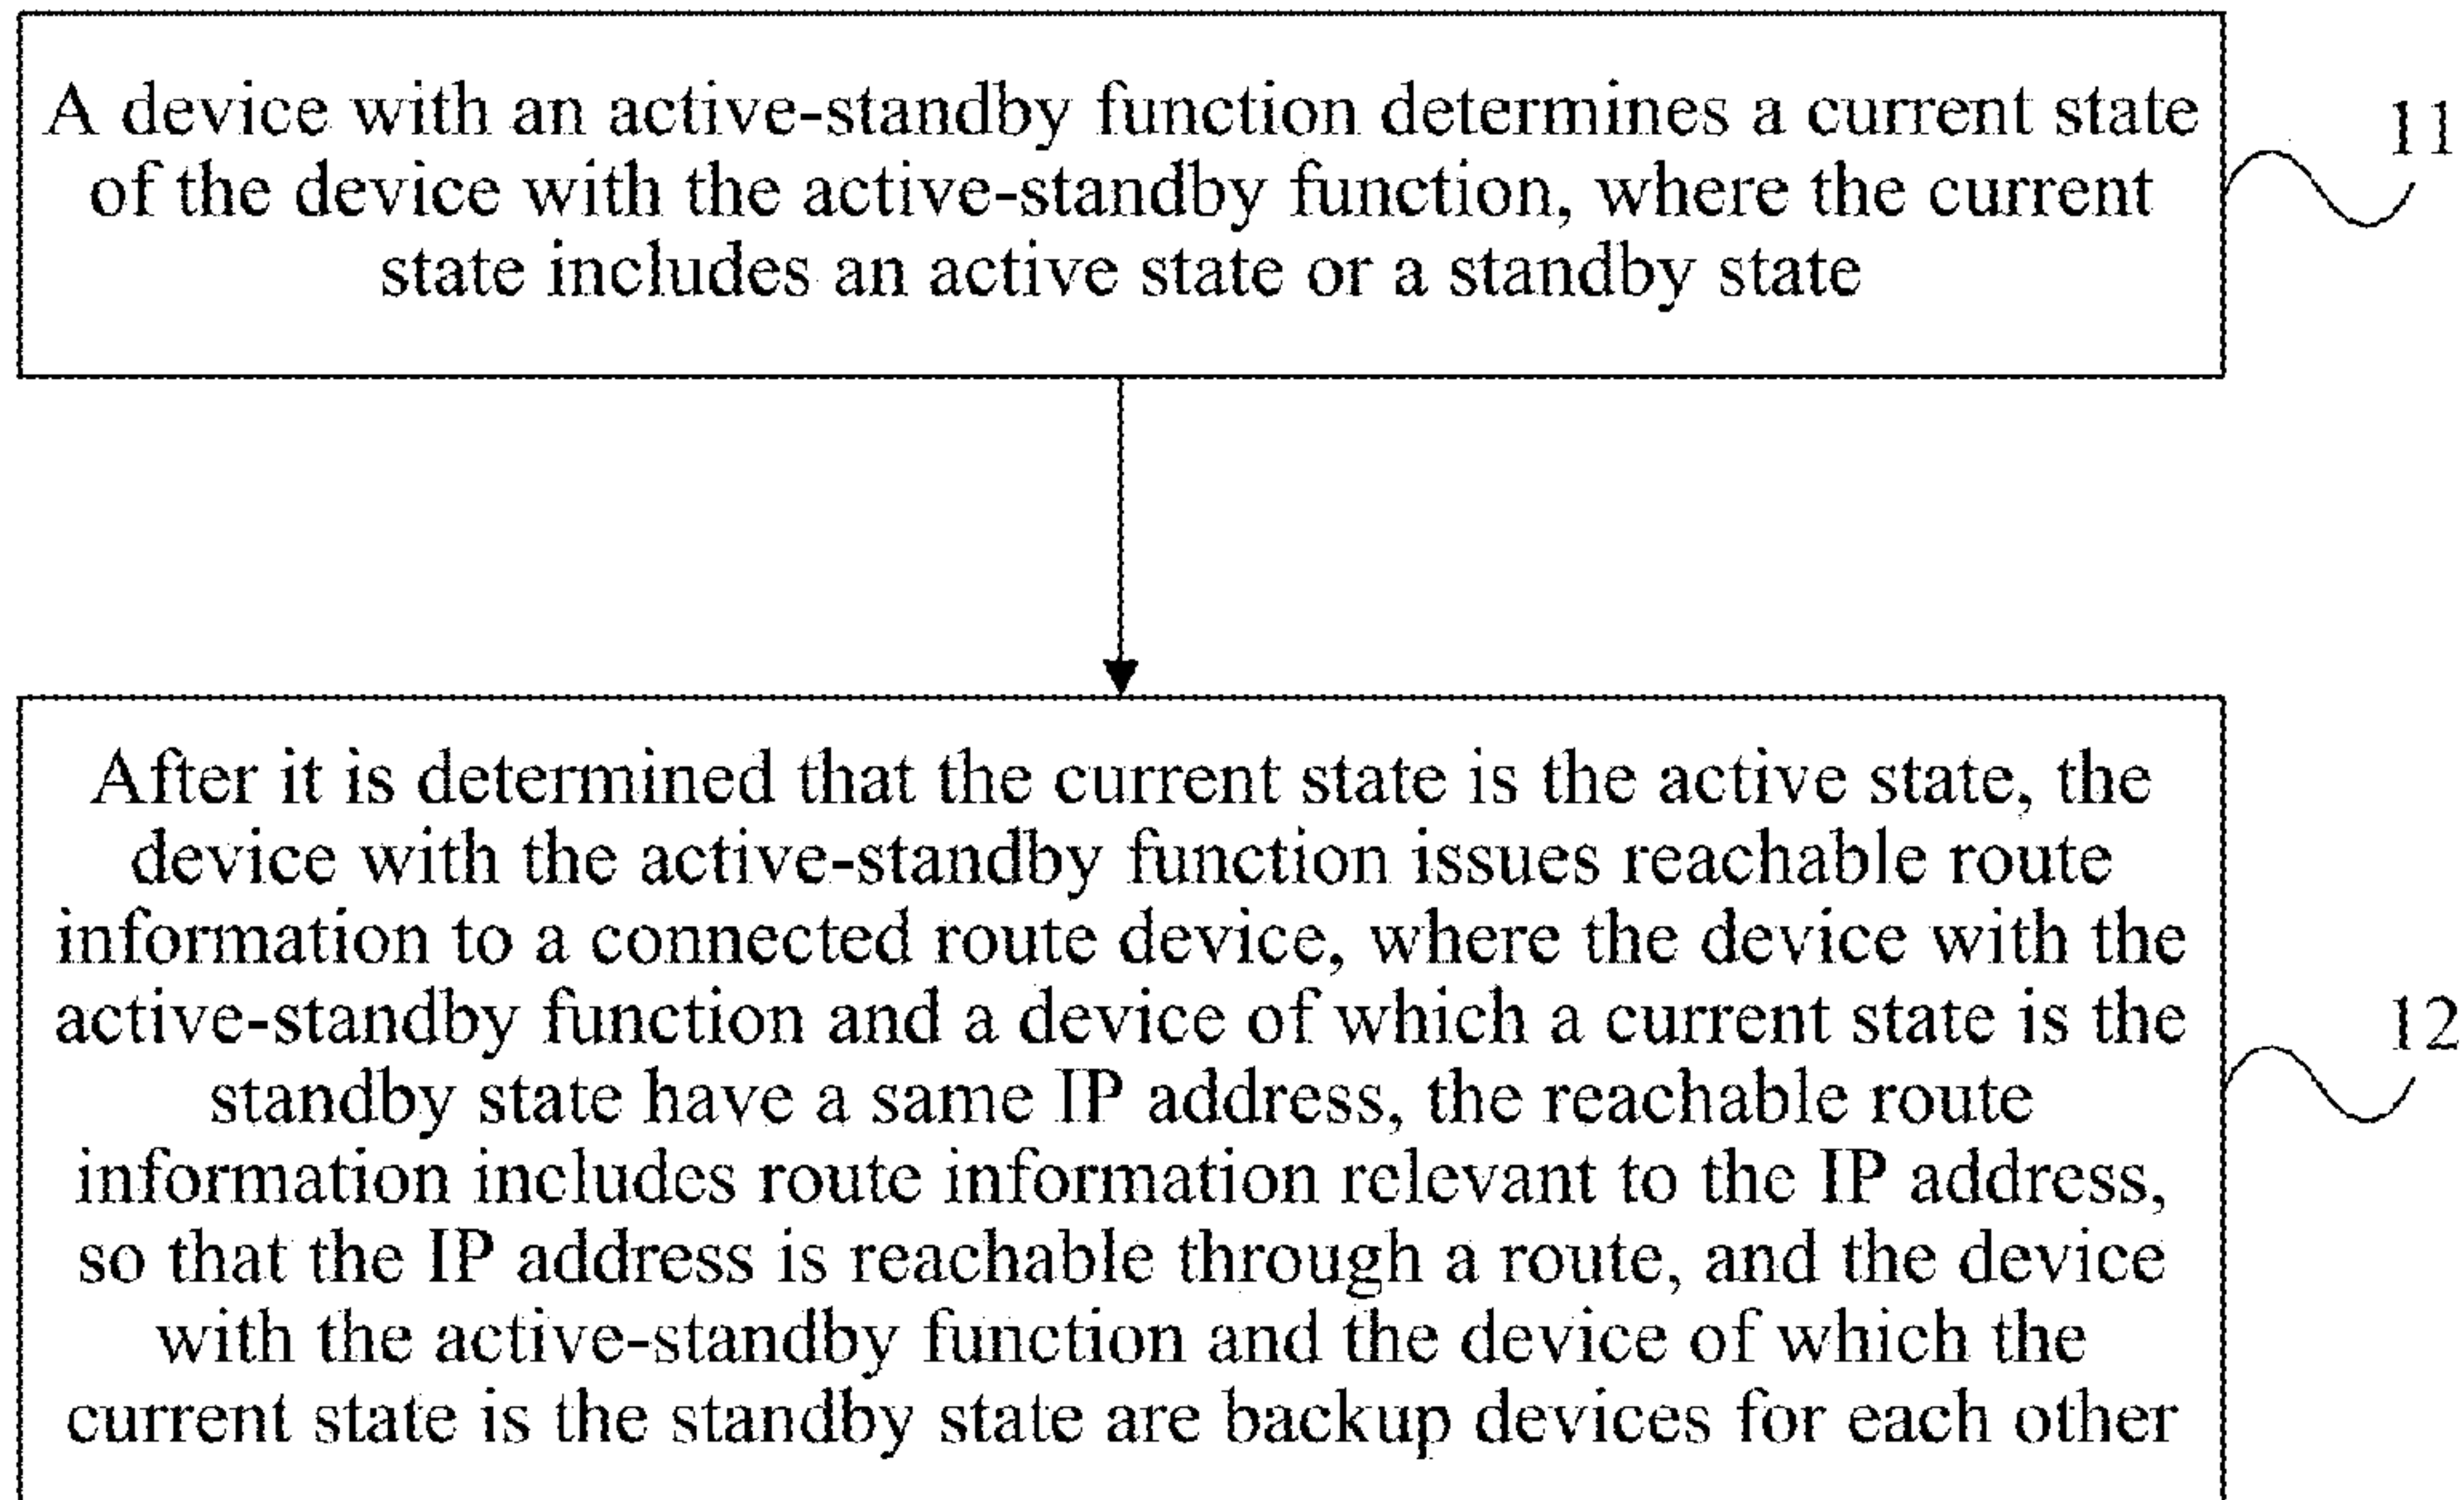 A device with an active-standby function determines a current state
of the device with the active-standby function, where the current
state includes an active state or a standby state
11
After it is determined that the current state is the active state, the
device with the active-standby function issues reachable route
information to a connected route device, where the device with the
active-standby function and a device of which a current state is the
standby state have a same IP address, the reachable route
information includes route information relevant to the IP address,
so that the IP address is reachable through a route, and the device
with the active-standby function and the device of which the
current state is the standby state are backup devices for each other
12